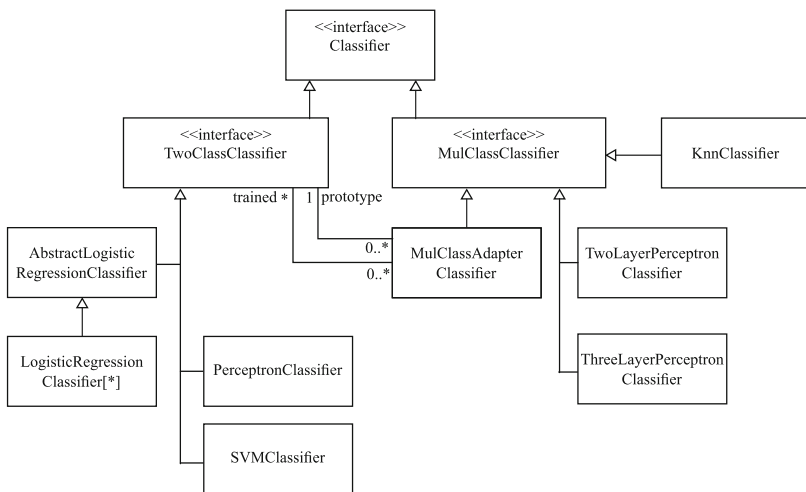 <<interface>>
Classifier
<<interface>>
TwoClassClassifier
<<interface>>
MulClassClassifier
KnnClassifier
trained *
1
prototype
0..*
0..*
AbstractLogistic
RegressionClassifier
MulClassAdapter
Classifier
TwoLayerPerceptron
Classifier
LogisticRegression
Classifier[*]
PerceptronClassifier
ThreeLayerPerceptron
Classifier
SVMClassifier